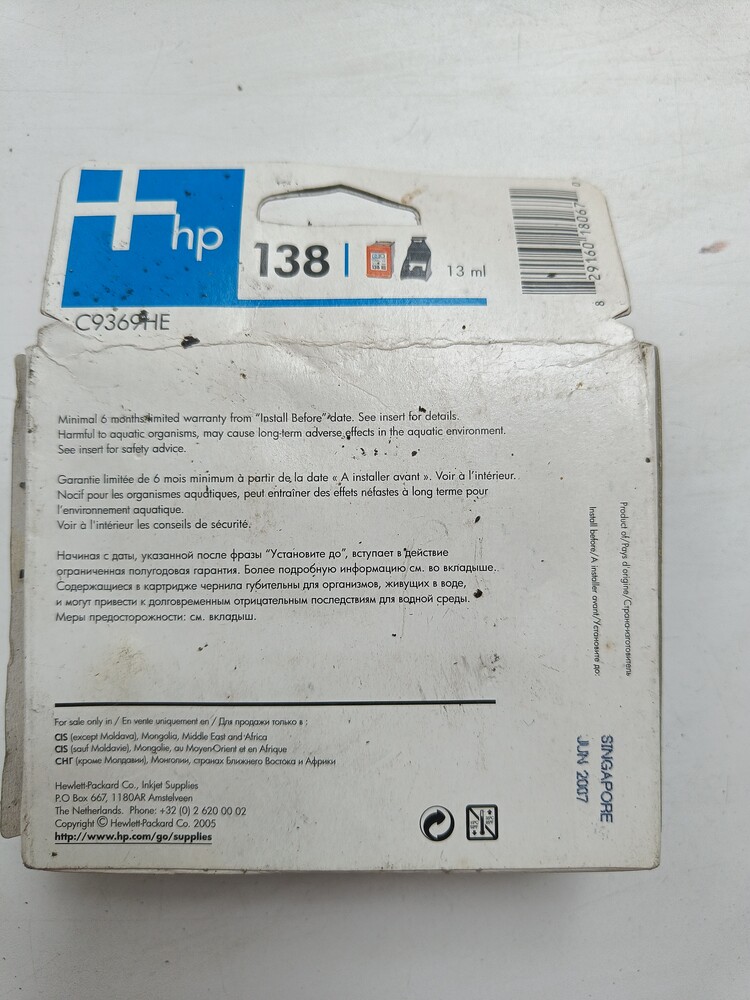 hp
138
13 ml
8 29160 18067 0
C9369HE
Minimal 6 months limited warranty from "Install Before" date. See insert for details.
Harmful to aquatic organisms, may cause long-term adverse effects in the aquatic environment.
See insert for safety advice.
Garantie limitée de 6 mois minimum à partir de la date « A installer avant ». Voir à l'intérieur.
Nocif pour les organismes aquatiques, peut entraîner des effets néfastes à long terme pour
l'environnement aquatique.
Voir à l'intérieur les conseils de sécurité.
Начиная с даты, указанной после фразы "Установите до", вступает в действие
ограниченная полугодовая гарантия. Более подробную информацию см. во вкладыше.
Содержащиеся в картридже чернила губительны для организмов, живущих в воде,
и могут привести к долговременным отрицательным последствиям для водной среды.
Меры предосторожности: см. вкладыш.
Product of/Pays d'origine/Страна-изготовитель
Install before/A installer avant/Установите до:
SINGAPORE
JUN 2007
For sale only in / En vente uniquement en / Для продажи только в :
CIS (except Moldava), Mongolia, Middle East and Africa
CIS (sauf Moldavie), Mongolie, au Moyen-Orient et en Afrique
СНГ (кроме Молдавии), Монголии, странах Ближнего Востока и Африки
Hewlett-Packard Co., Inkjet Supplies
P.O Box 667, 1180AR Amstelveen
The Netherlands. Phone: +32 (0) 2 620 00 02
Copyright © Hewlett-Packard Co. 2005
http://www.hp.com/go/supplies